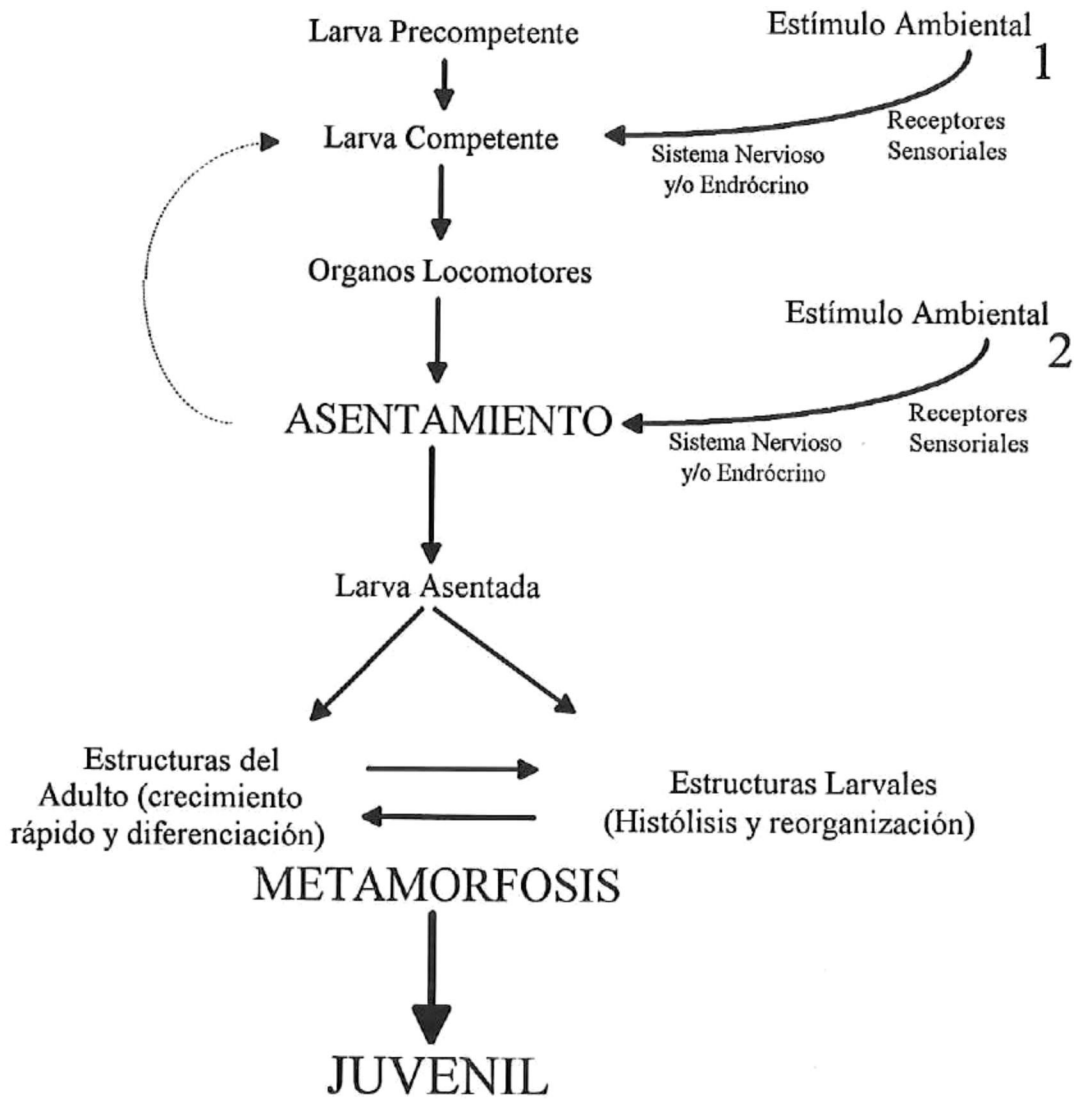 Larva Precompetente
Estímulo Ambiental
1
Larva Competente
Receptores
Sensoriales
Sistema Nervioso
y/o Endrócrino
Organos Locomotores
Estímulo Ambiental
2
ASENTAMIENTO
Receptores
Sensoriales
Sistema Nervioso
y/o Endrócrino
Larva Asentada
Estructuras del
Adulto (crecimiento
rápido y diferenciación)
Estructuras Larvales
(Histólisis y reorganización)
METAMORFOSIS
JUVENIL